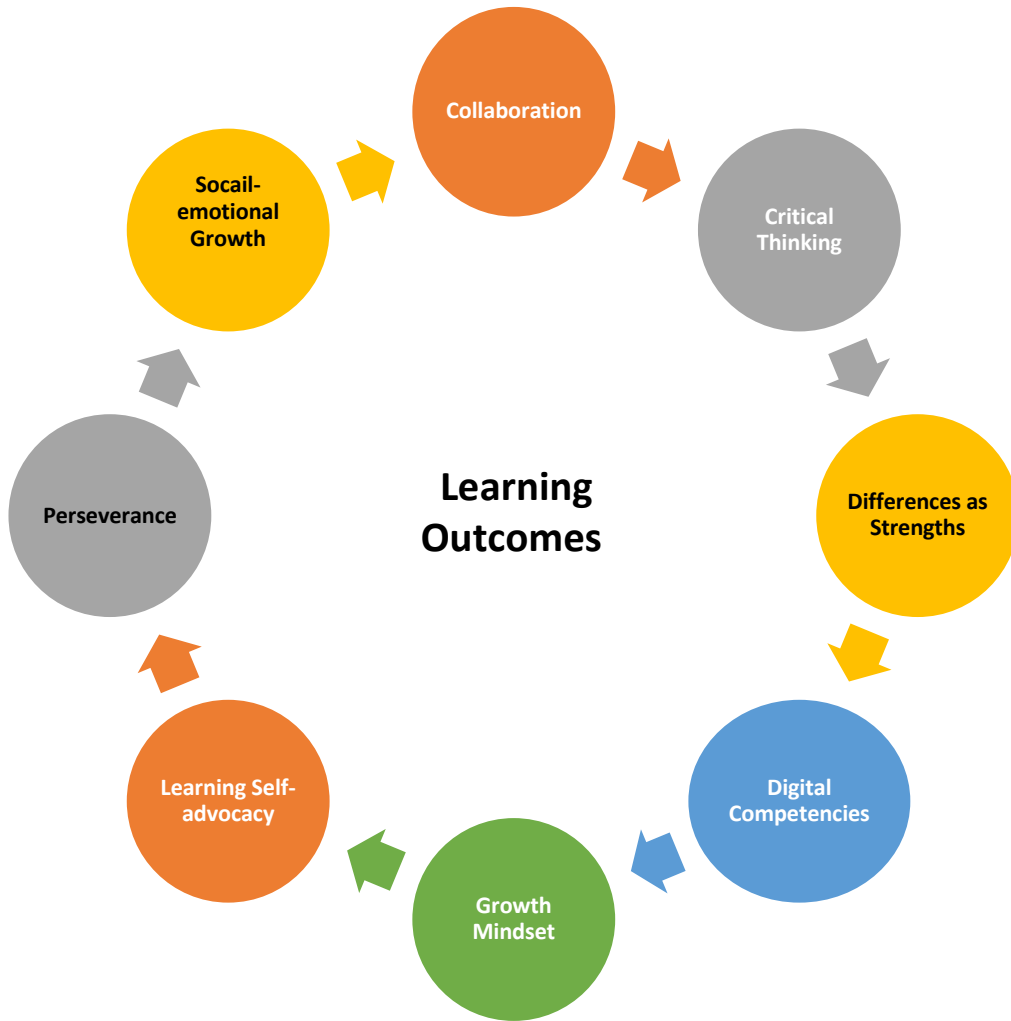 Collaboration
Critical
Thinking
Differences as
Strengths
Digital
Competencies
Growth
Mindset
Learning Self-
advocacy
Perseverance
Socail-
emotional
Growth
Learning
Outcomes